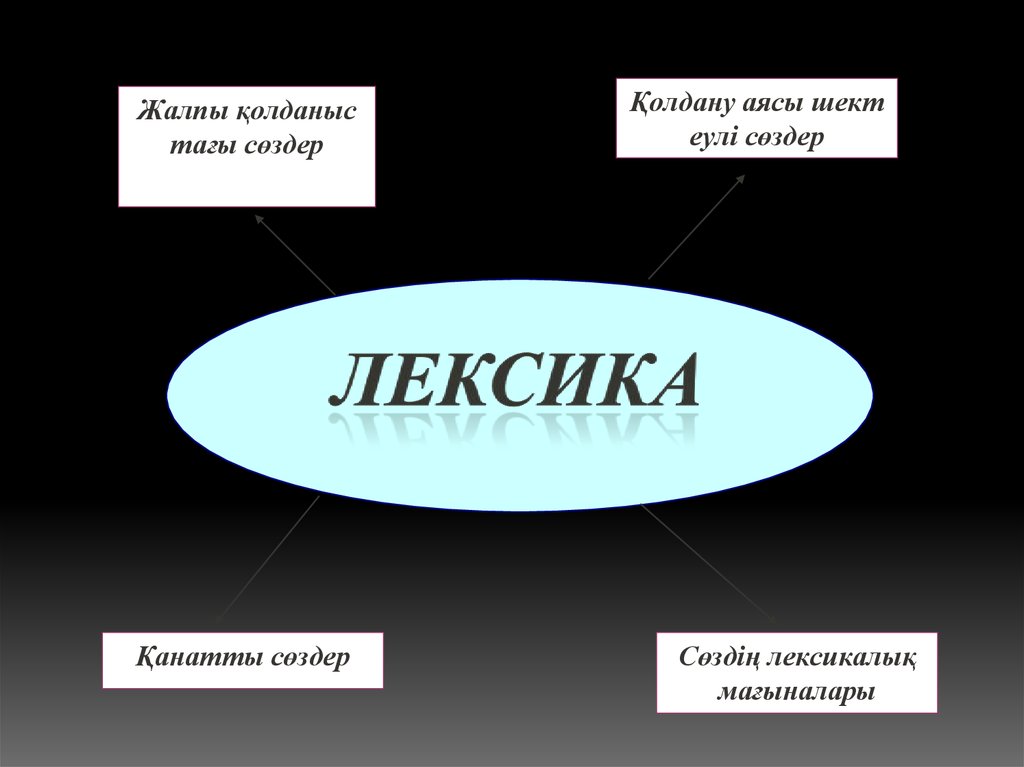 Жалпы қолданыс
тағы сөздер
Қолдану аясы шект
еулі сөздер
ЛЕКСИКА
Қанатты сөздер
Сөздің лексикалық
мағыналары